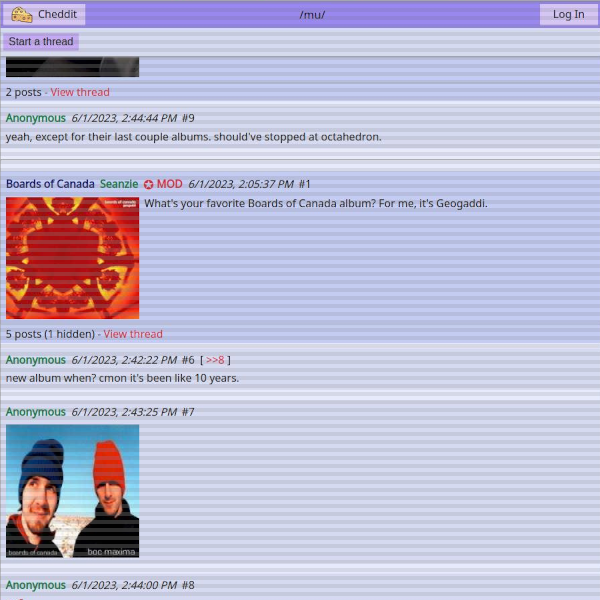 Cheddit
/mu/
Log In
Start a thread
2 posts - View thread
Anonymous 6/1/2023, 2:44:44 PM #9
yeah, except for their last couple albums. should've stopped at octahedron.
Boards of Canada Seanzie MOD 6/1/2023, 2:05:37 PM #1
boards of canada
geogaddi
What's your favorite Boards of Canada album? For me, it's Geogaddi.
5 posts (1 hidden) - View thread
Anonymous 6/1/2023, 2:42:22 PM #6 [ >>8 ]
new album when? cmon it's been like 10 years.
Anonymous 6/1/2023, 2:43:25 PM #7
boards of canada
boc maxima
Anonymous 6/1/2023, 2:44:00 PM #8